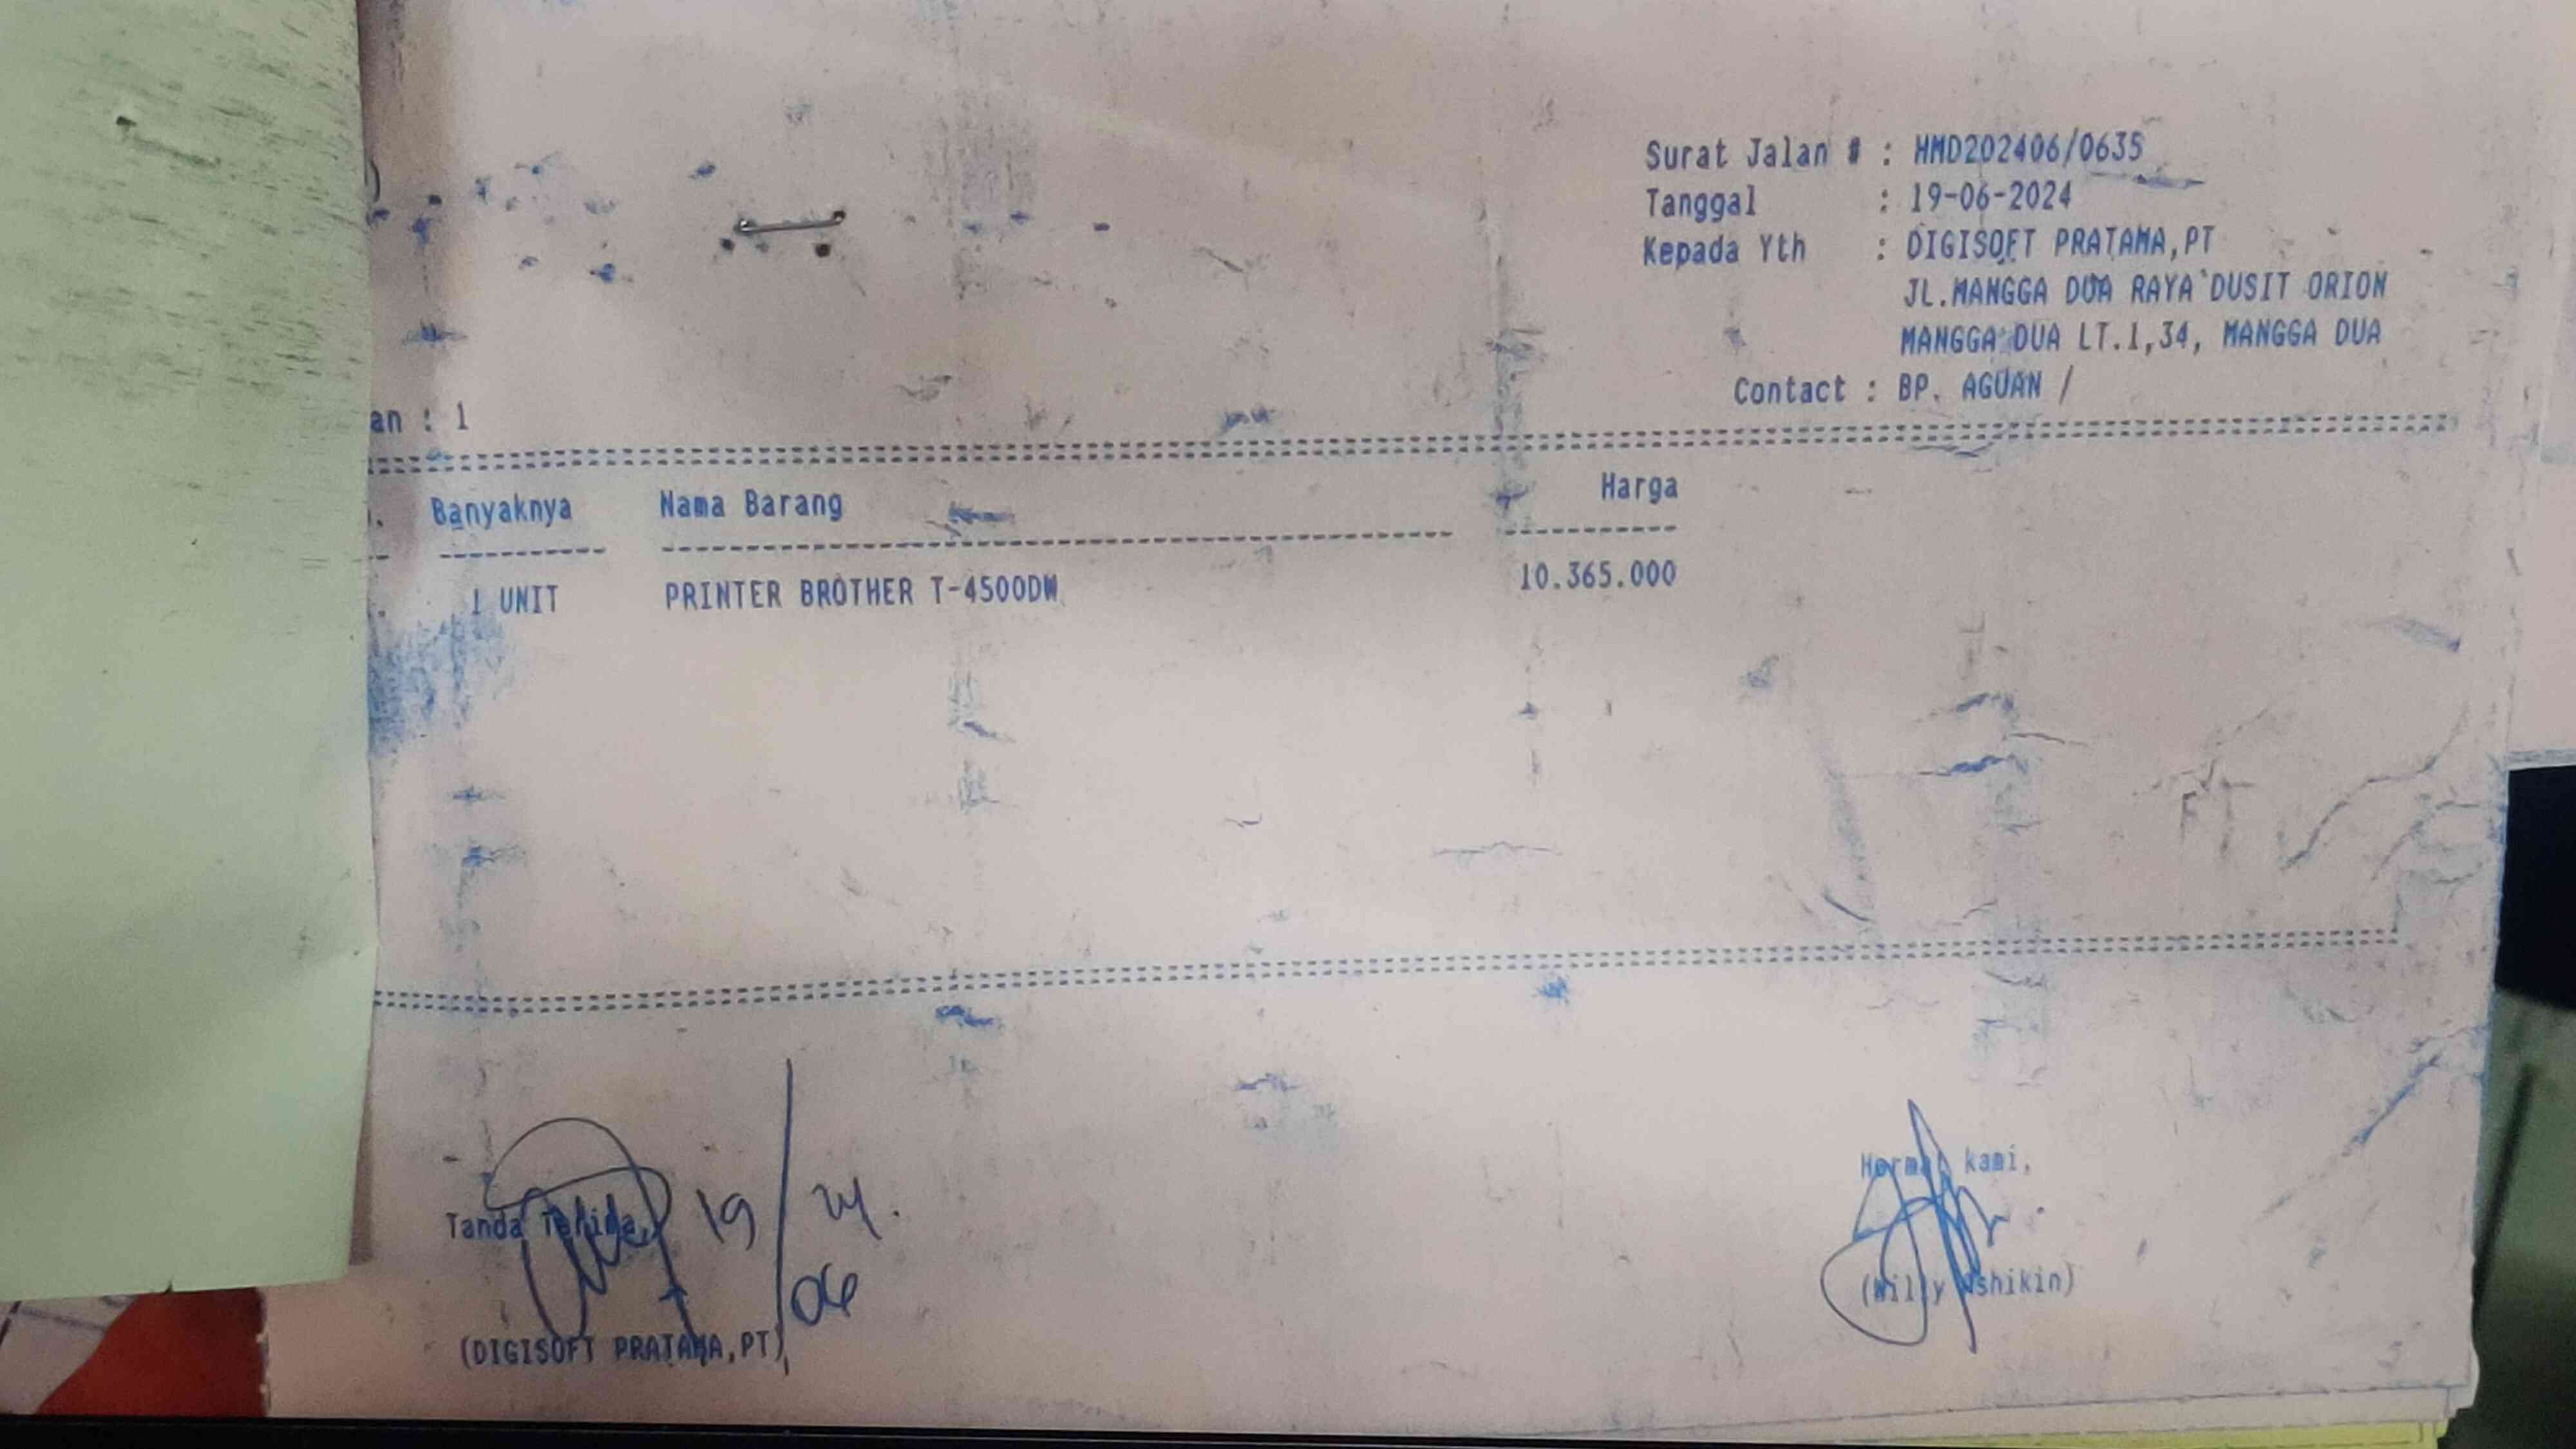 Surat Jalan # : HMD202406/0635
Tanggal : 19-06-2024
Kepada Yth : DIGISOFT PRATAMA,PT
JL.MANGGA DUA RAYA DUSIT ORION
MANGGA DUA LT.1,34, MANGGA DUA
Contact : BP. AGUAN /
an : 1
. Banyaknya Nama Barang Harga
. 1 UNIT PRINTER BROTHER T-4500DW 10.365.000
Hormat kami,
Tanda Terima, 19/24.
06
(Willy Ashikin)
(DIGISOFT PRATAMA,PT)